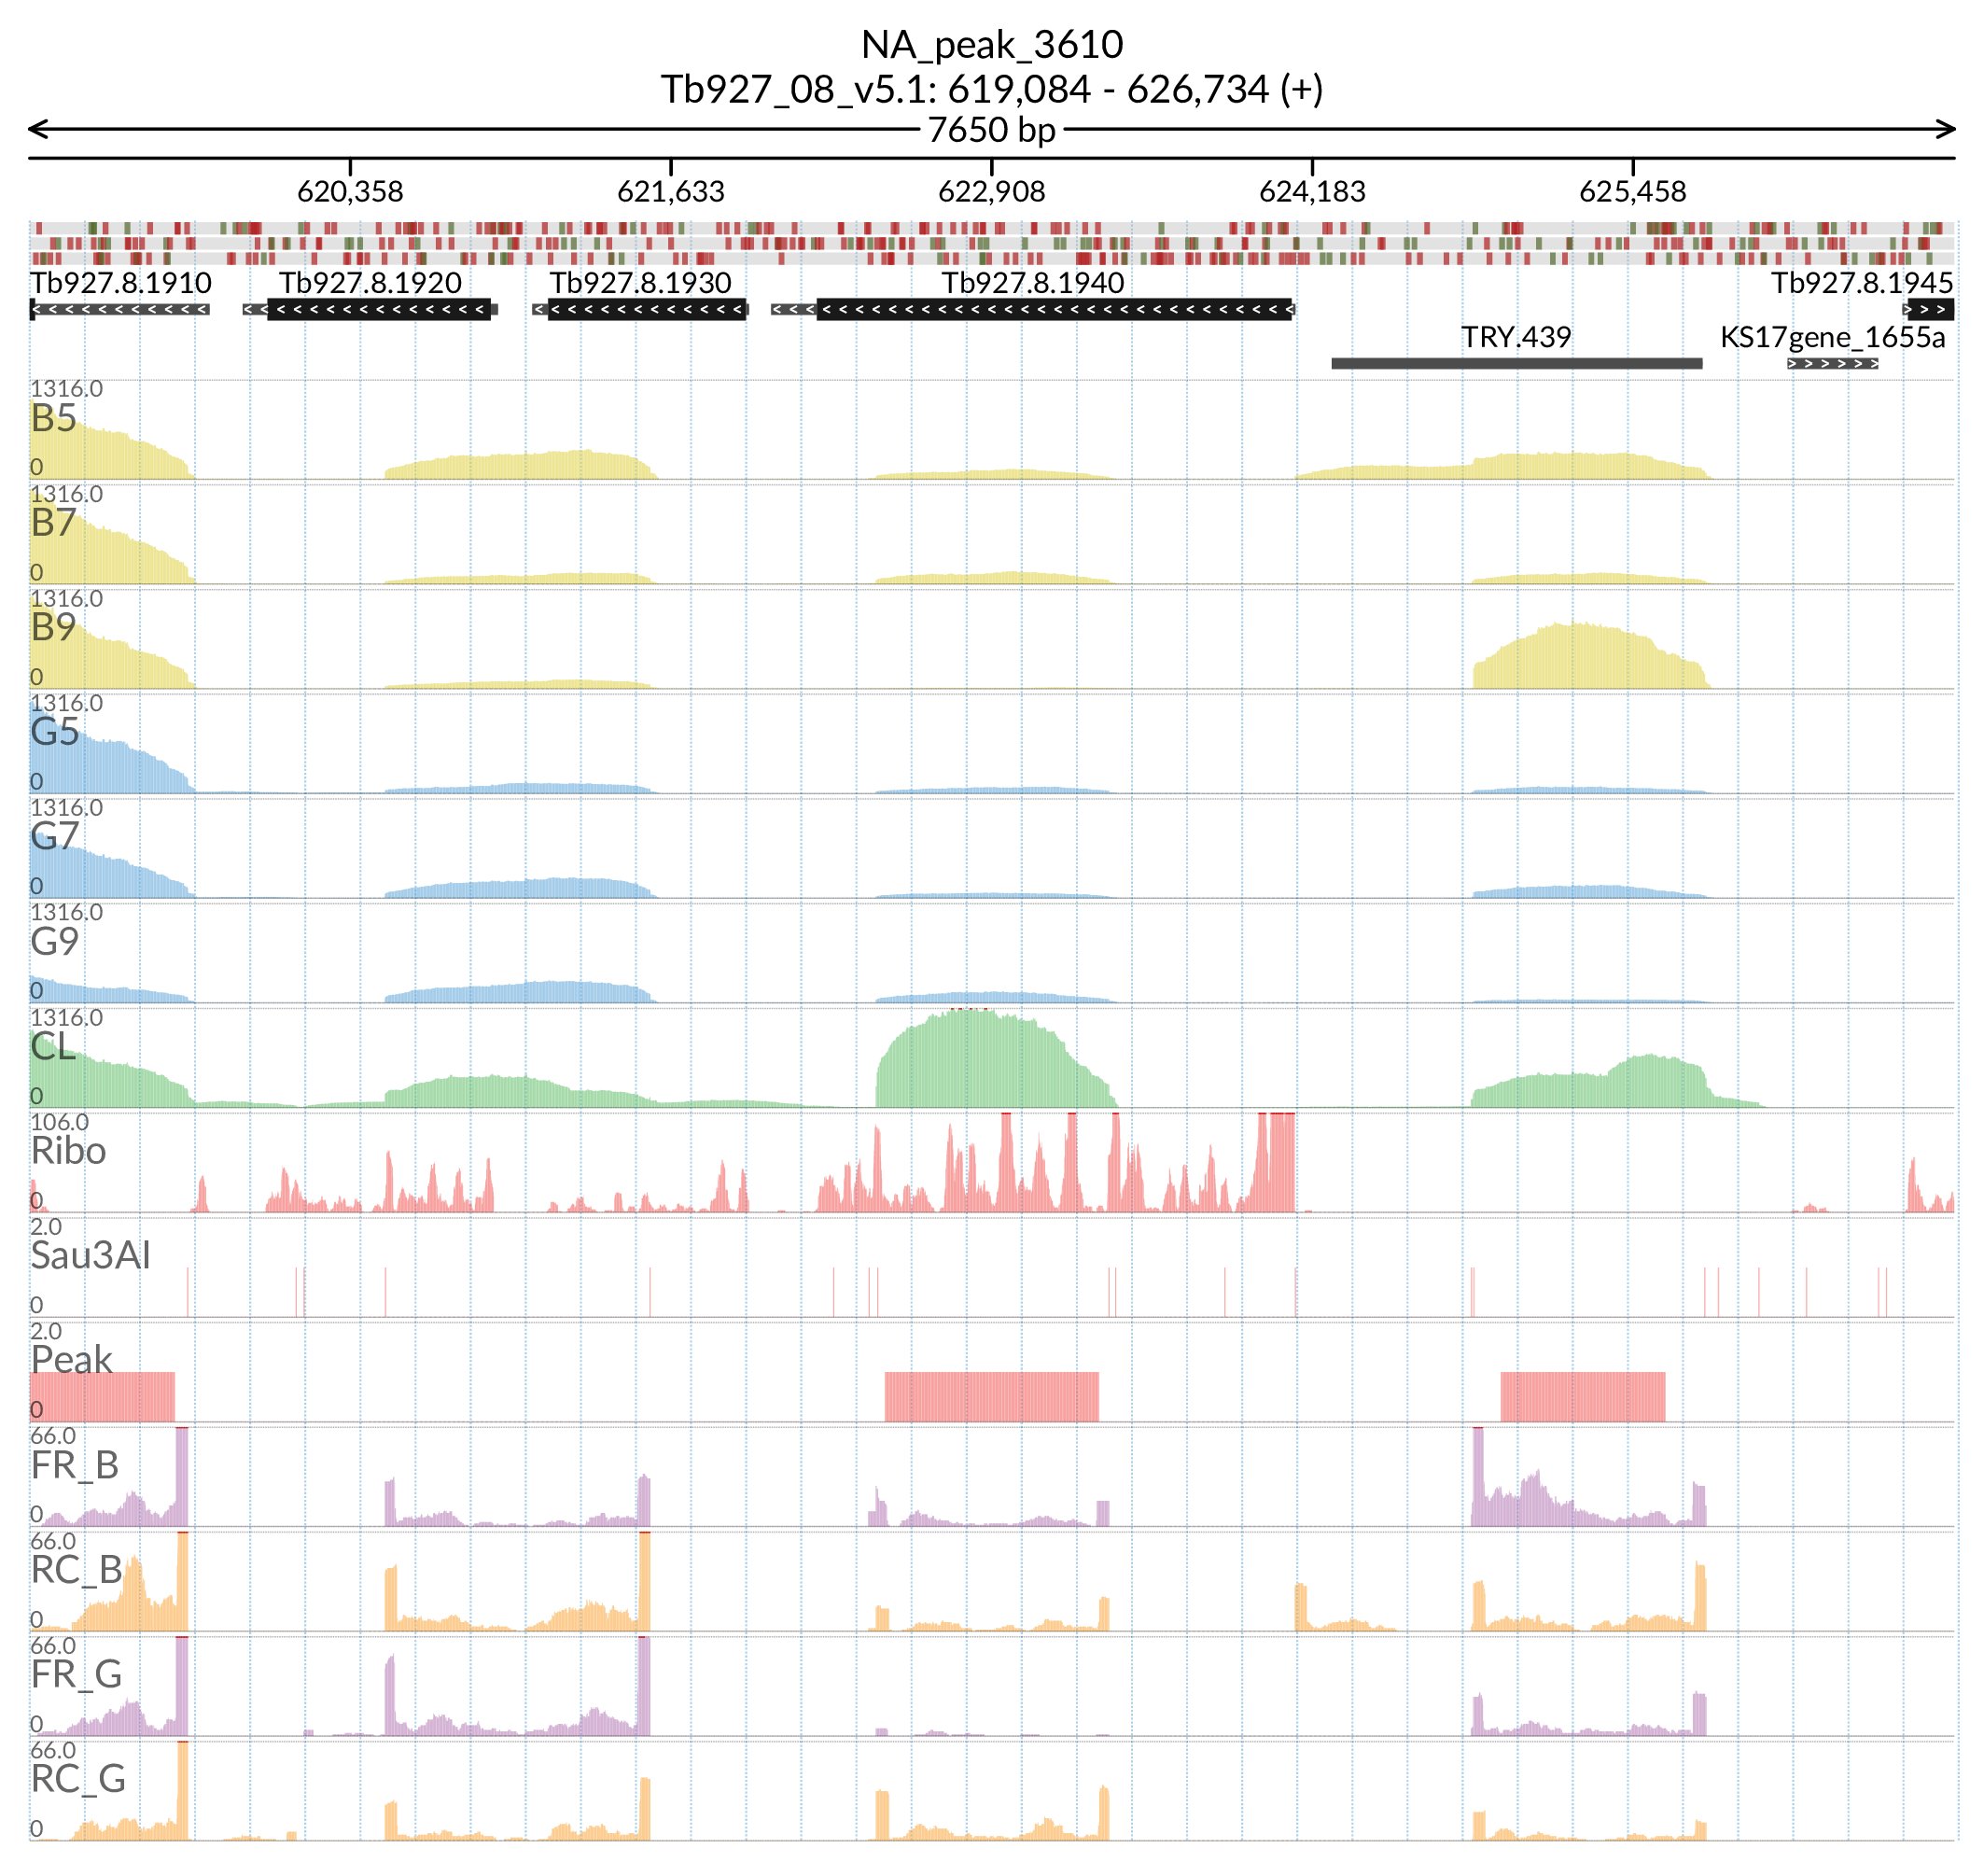 NA_peak_3610
Tb927_08_v5.1: 619,084 - 626,734 (+)
7650 bp
620,358 621,633 622,908 624,183 625,458
Tb927.8.1910 Tb927.8.1920 Tb927.8.1930 Tb927.8.1940 Tb927.8.1945
TRY.439 KS17gene_1655a
1316.0
B5
0
1316.0
B7
0
1316.0
B9
0
1316.0
G5
0
1316.0
G7
0
1316.0
G9
0
1316.0
CL
0
106.0
Ribo
0
2.0
Sau3AI
0
2.0
Peak
0
66.0
FR_B
0
66.0
RC_B
0
66.0
FR_G
0
66.0
RC_G
0